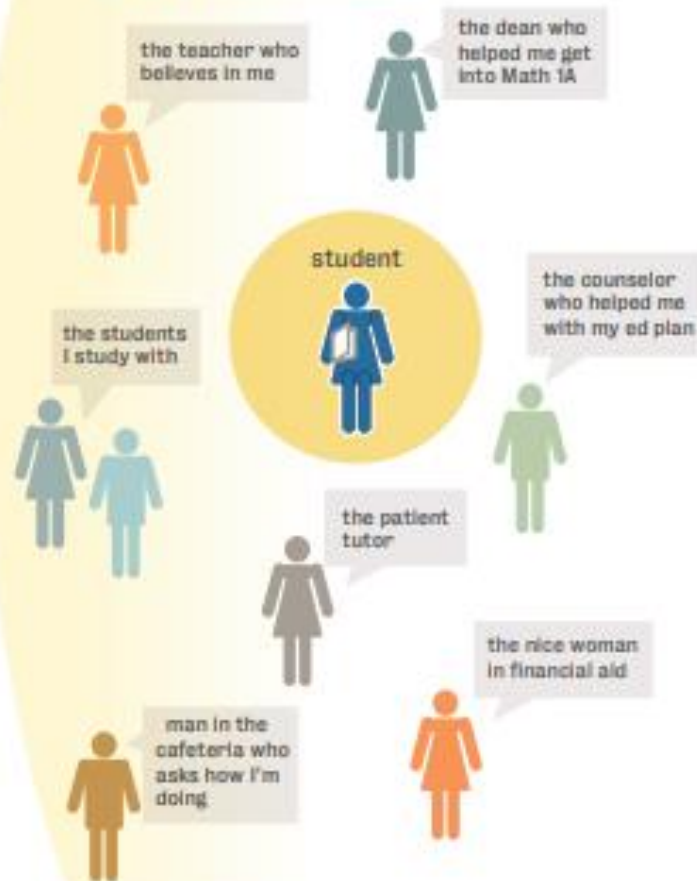 the teacher who
believes in me
the dean who
helped me get
into Math 1A
student
the counselor
who helped me
with my ed plan
the students
I study with
the patient
tutor
the nice woman
in financial aid
man in the
cafeteria who
asks how I'm
doing